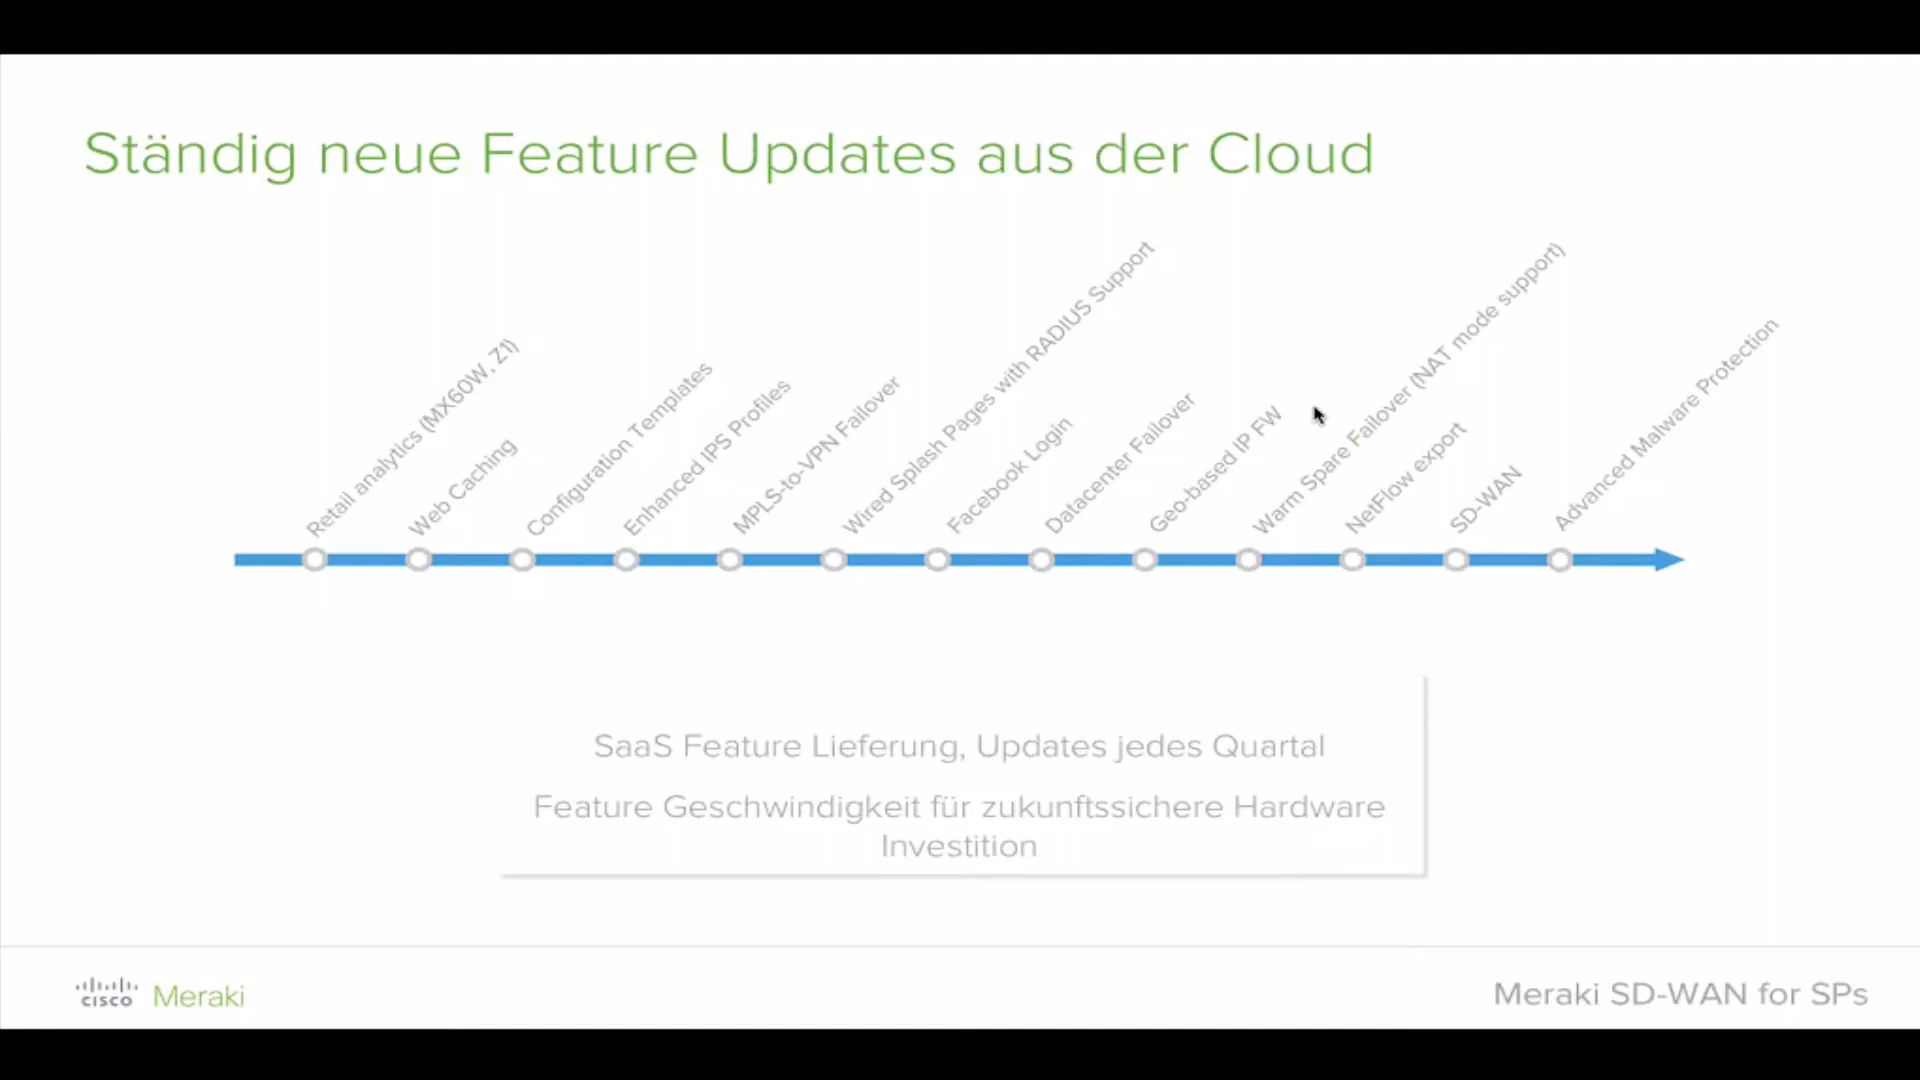 Ständig neue Feature Updates aus der Cloud
Retail analytics (MX60W, Z1)
Web Caching
Configuration Templates
Enhanced IPS Profiles
MPLS-to-VPN Failover
Wired Splash Pages with RADIUS Support
Facebook Login
Datacenter Failover
Geo-based IP FW
Warm Spare Failover (NAT mode support)
NetFlow export
SD-WAN
Advanced Malware Protection
SaaS Feature Lieferung, Updates jedes Quartal
Feature Geschwindigkeit für zukunftssichere Hardware
Investition
cisco Meraki
Meraki SD-WAN for SPs